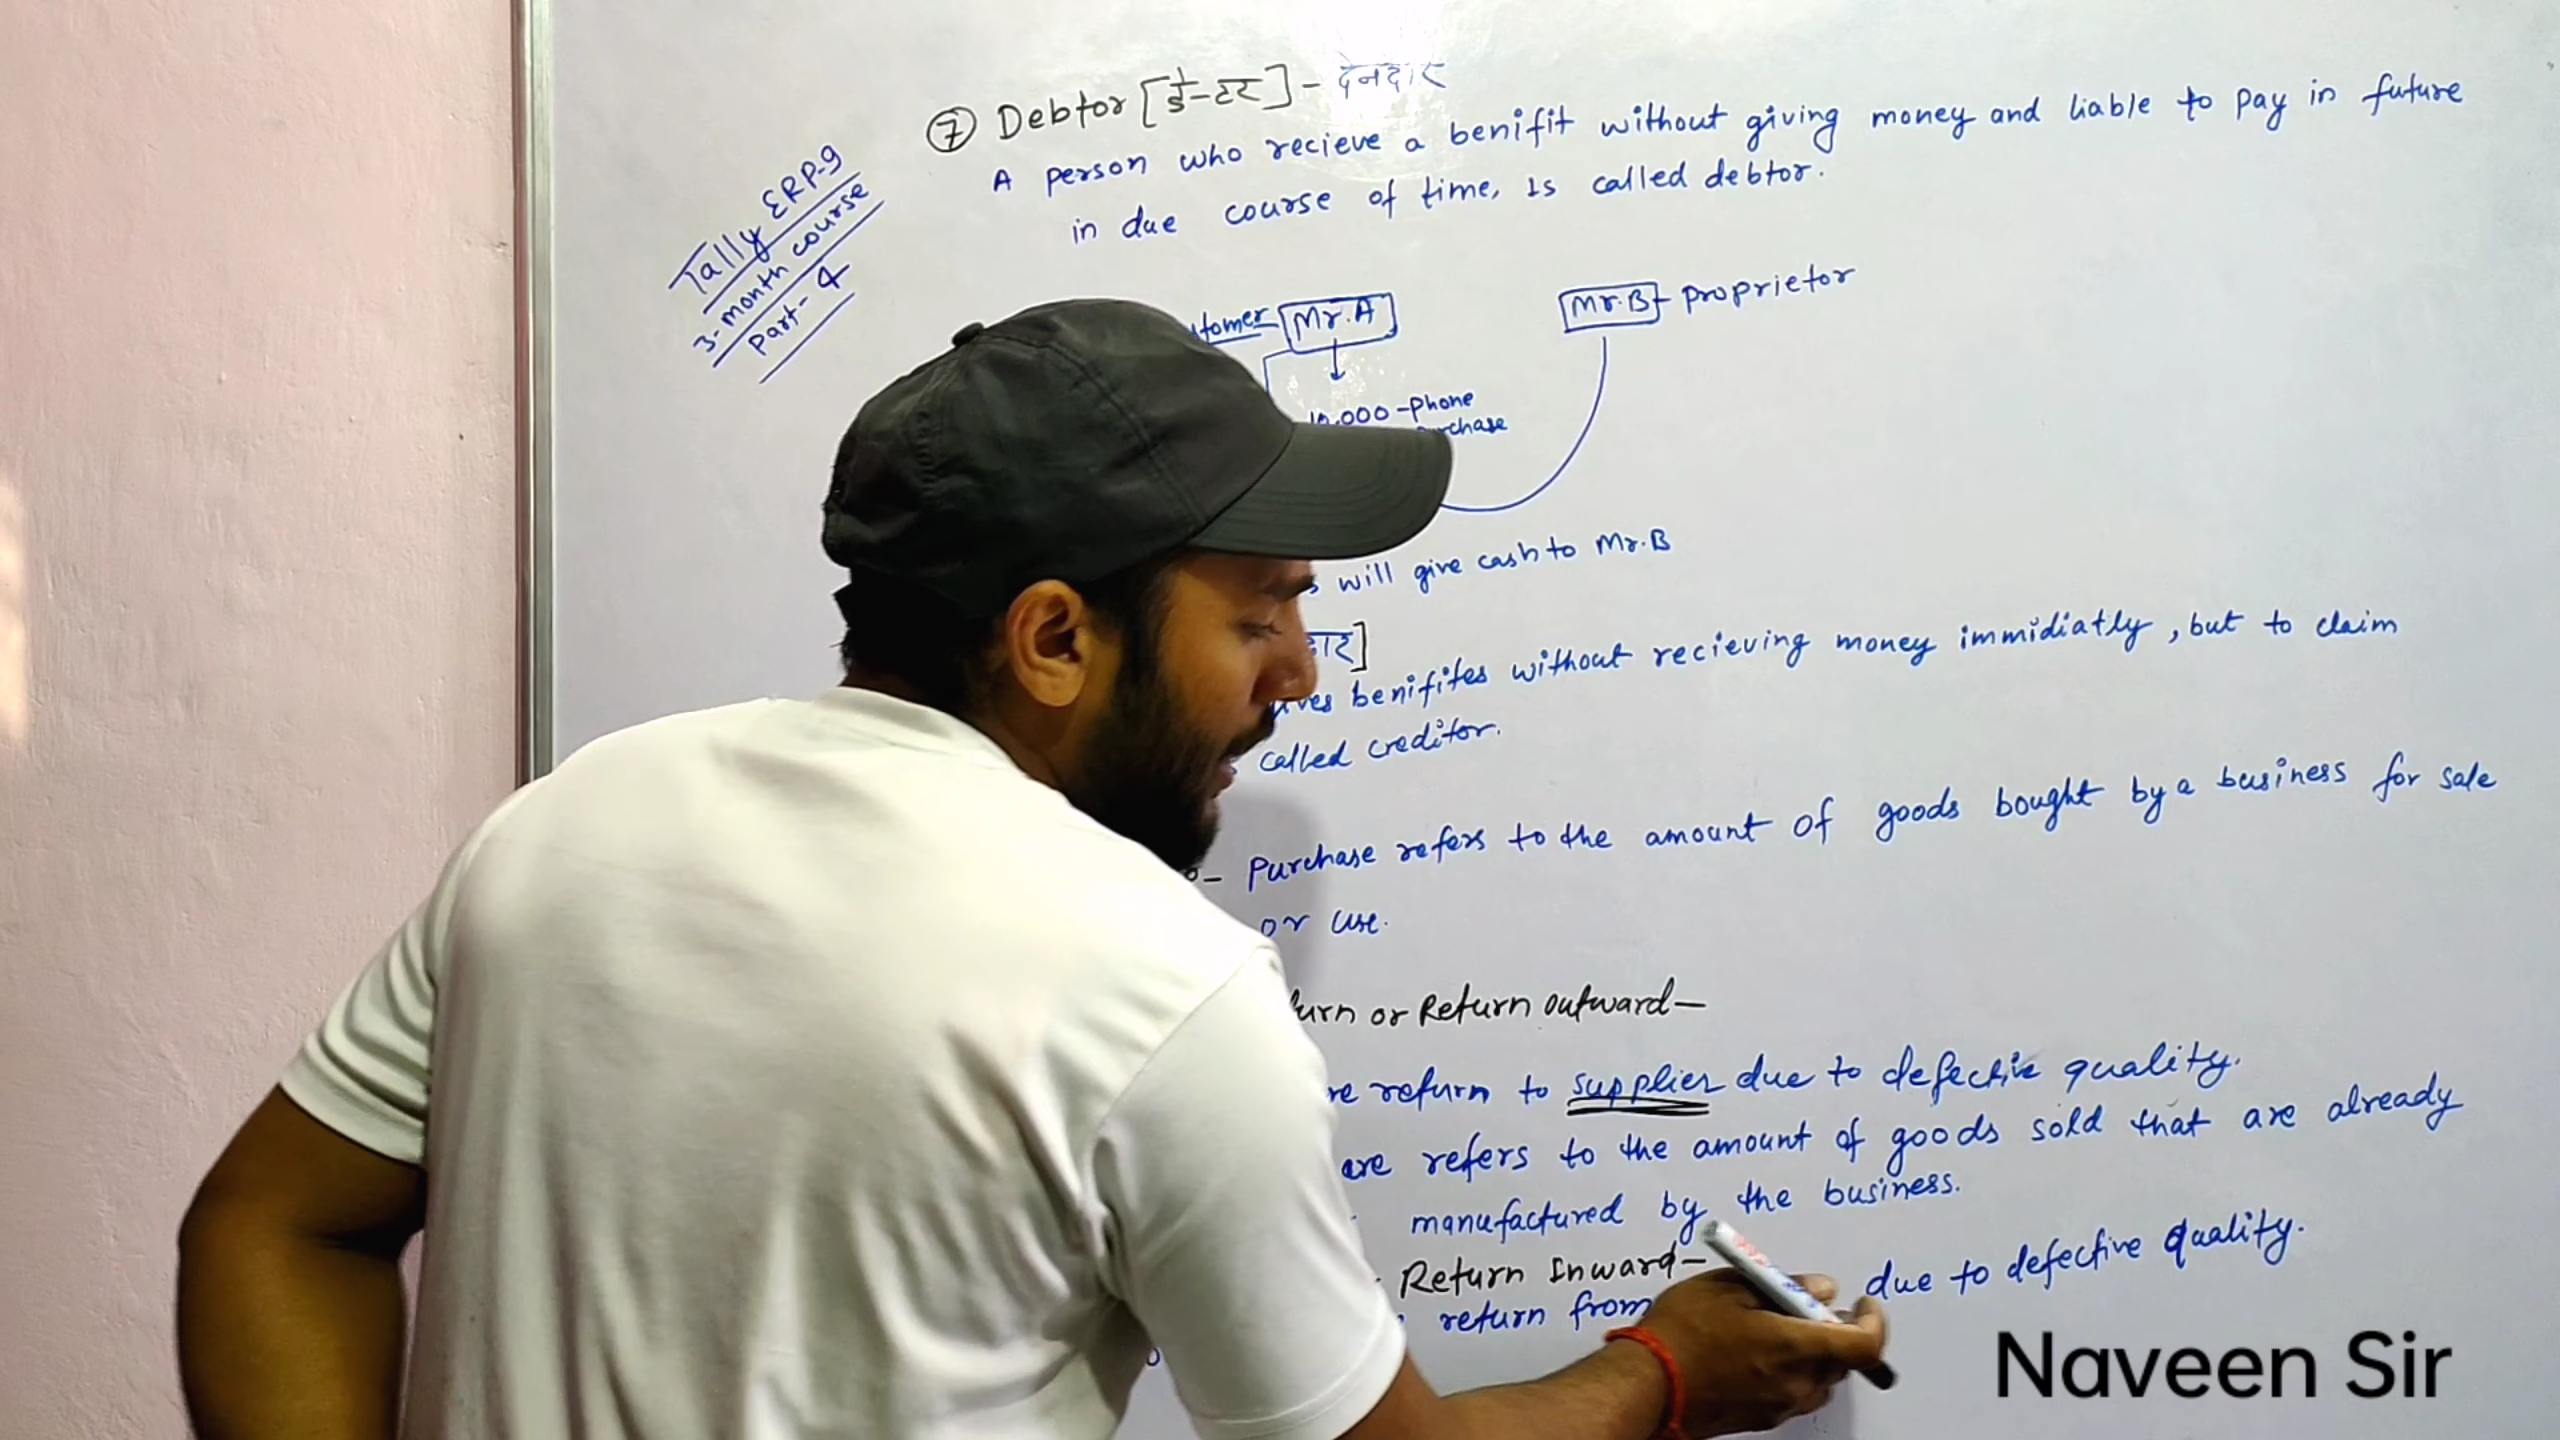 Tally ERP-9
3-month course
Part-4
⑦ Debtor [डे-टर] - देनदार
A person who recieve a benifit without giving money and liable to pay in future
in due course of time, is called debtor.
Mr.A
Mr.B - proprietor
10,000 - Phone
will give cash to Mr.B
benifites without recieving money immidiatly, but to claim
called creditor.
Purchase refers to the amount of goods bought by a business for sale
or use.
or Return outward-
return to supplier due to defective quality.
are refers to the amount of goods sold that are already
manufactured by the business.
Return Inward-
return from due to defective quality.
Naveen Sir